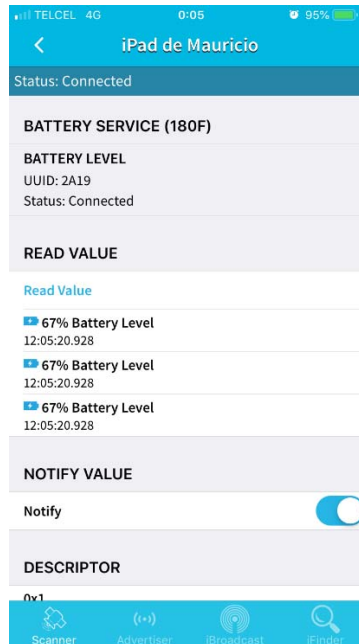 TELCEL 4G 0:05 95%
iPad de Mauricio
Status: Connected
BATTERY SERVICE (180F)
BATTERY LEVEL
UUID: 2A19
Status: Connected
READ VALUE
Read Value
67% Battery Level
12:05:20.928
67% Battery Level
12:05:20.928
67% Battery Level
12:05:20.928
NOTIFY VALUE
Notify
DESCRIPTOR
0x1
Scanner Advertiser iBroadcast iFinder